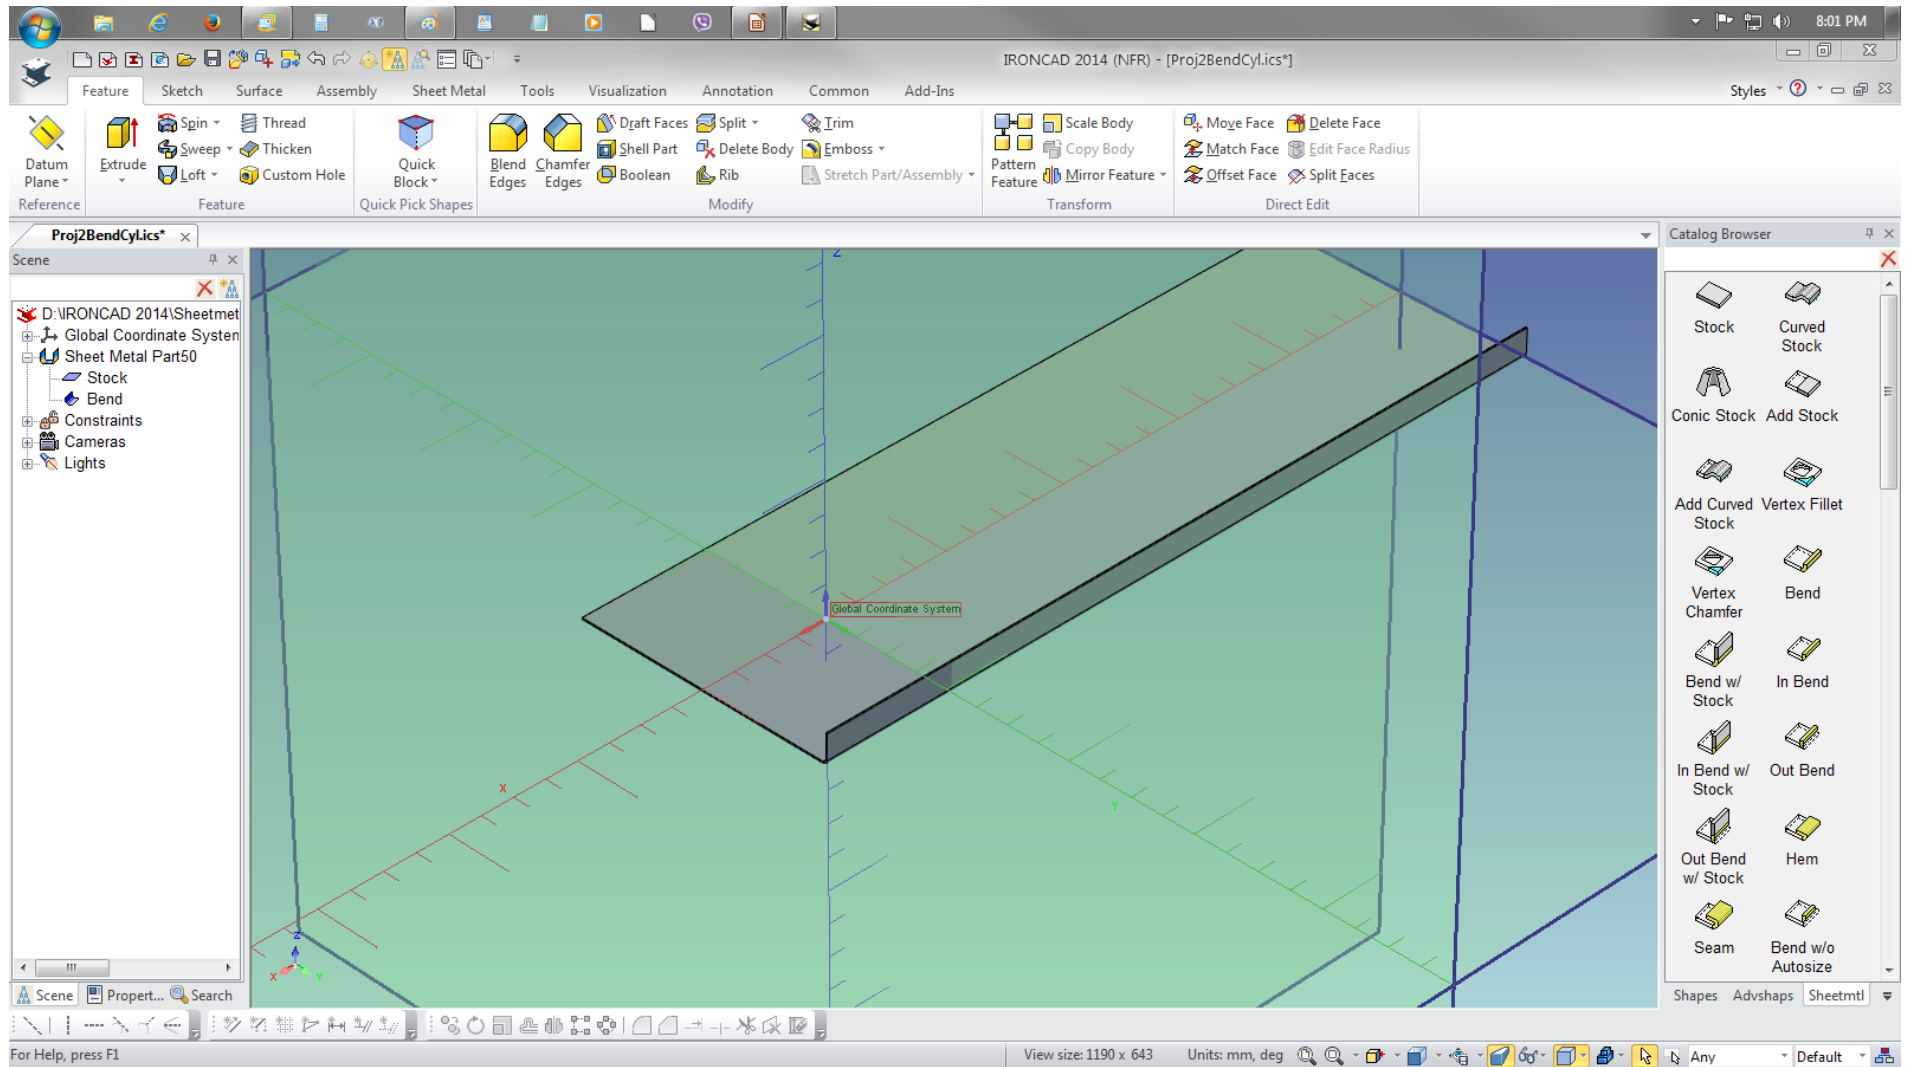 8:01 PM
IRONCAD 2014 (NFR) - [Proj2BendCyl.ics*]
Feature Sketch Surface Assembly Sheet Metal Tools Visualization Annotation Common Add-Ins Styles
Datum Plane
Reference
Extrude
Spin
Sweep
Loft
Thread
Thicken
Custom Hole
Feature
Quick Block
Quick Pick Shapes
Blend Edges
Chamfer Edges
Draft Faces
Shell Part
Boolean
Split
Delete Body
Rib
Trim
Emboss
Stretch Part/Assembly
Modify
Pattern Feature
Scale Body
Copy Body
Mirror Feature
Transform
Move Face
Match Face
Offset Face
Delete Face
Edit Face Radius
Split Faces
Direct Edit
Proj2BendCyl.ics*
Scene
D:\IRONCAD 2014\Sheetmet
Global Coordinate System
Sheet Metal Part50
Stock
Bend
Constraints
Cameras
Lights
Scene Propert... Search
Z
Global Coordinate System
X
Y
Z
X
Y
Catalog Browser
Stock
Curved Stock
Conic Stock
Add Stock
Add Curved Stock
Vertex Fillet
Vertex Chamfer
Bend
Bend w/ Stock
In Bend
In Bend w/ Stock
Out Bend
Out Bend w/ Stock
Hem
Seam
Bend w/o Autosize
Shapes Advshaps Sheetmtl
For Help, press F1
View size: 1190 x 643
Units: mm, deg
Any
Default